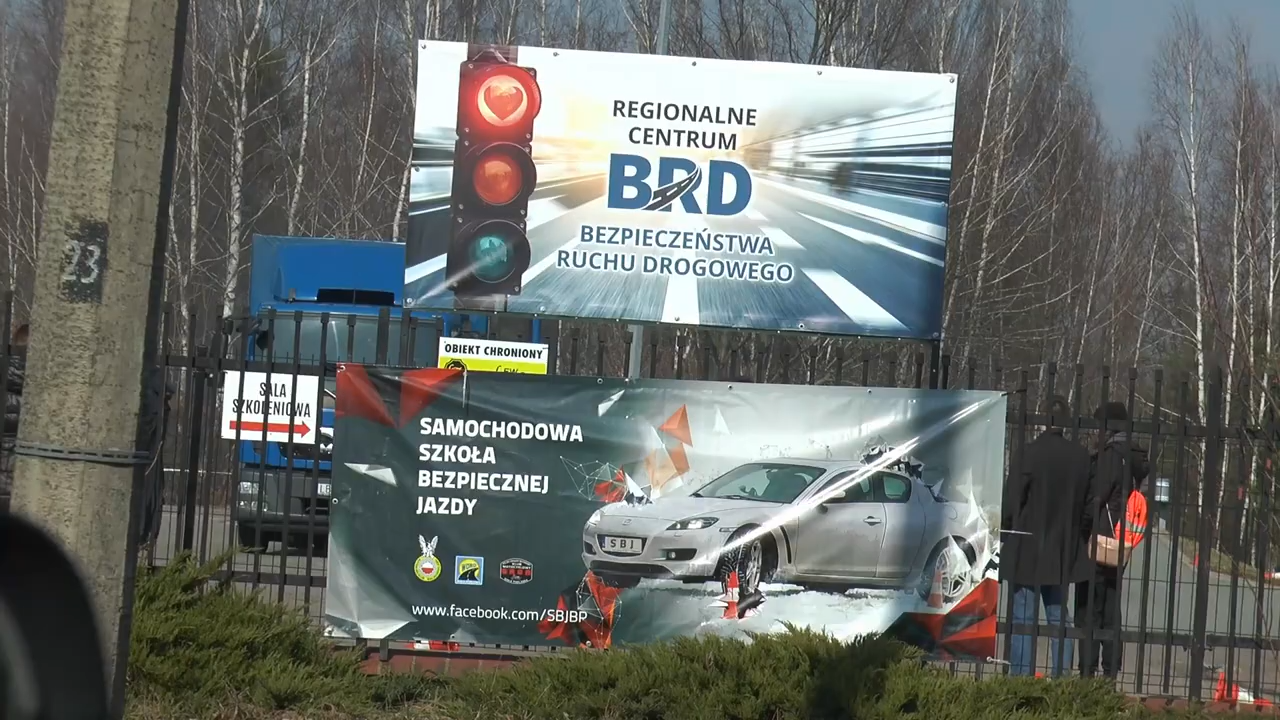 23
REGIONALNE
CENTRUM
BRD
BEZPIECZEŃSTWA
RUCHU DROGOWEGO
OBIEKT CHRONIONY
SALA
SZKOLENIOWA
SAMOCHODOWA
SZKOŁA
BEZPIECZNEJ
JAZDY
SBJ
www.facebook.com/SBJBP